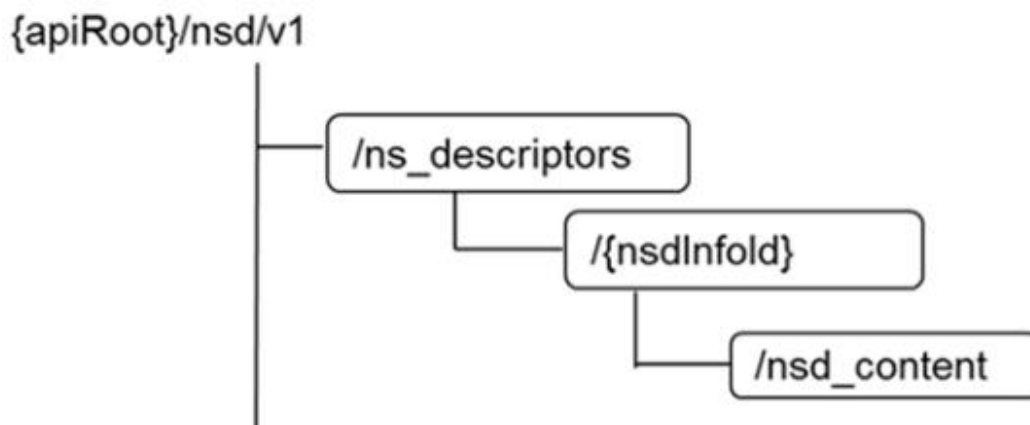 {apiRoot}/nsd/v1
/ns_descriptors
/{nsdInfoId}
/nsd_content